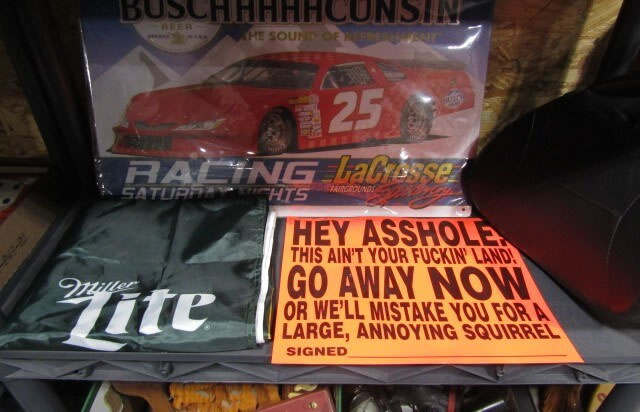 BUSCHHHHHCONSIN
BEER
THE SOUND OF REFRESHMENT
25
RACING
SATURDAY NIGHTS
LaCrosse
FAIRGROUNDS
Speedway
Miller
Lite
HEY ASSHOLE!
THIS AIN'T YOUR FUCKIN' LAND!
GO AWAY NOW
OR WE'LL MISTAKE YOU FOR A
LARGE, ANNOYING SQUIRREL
SIGNED